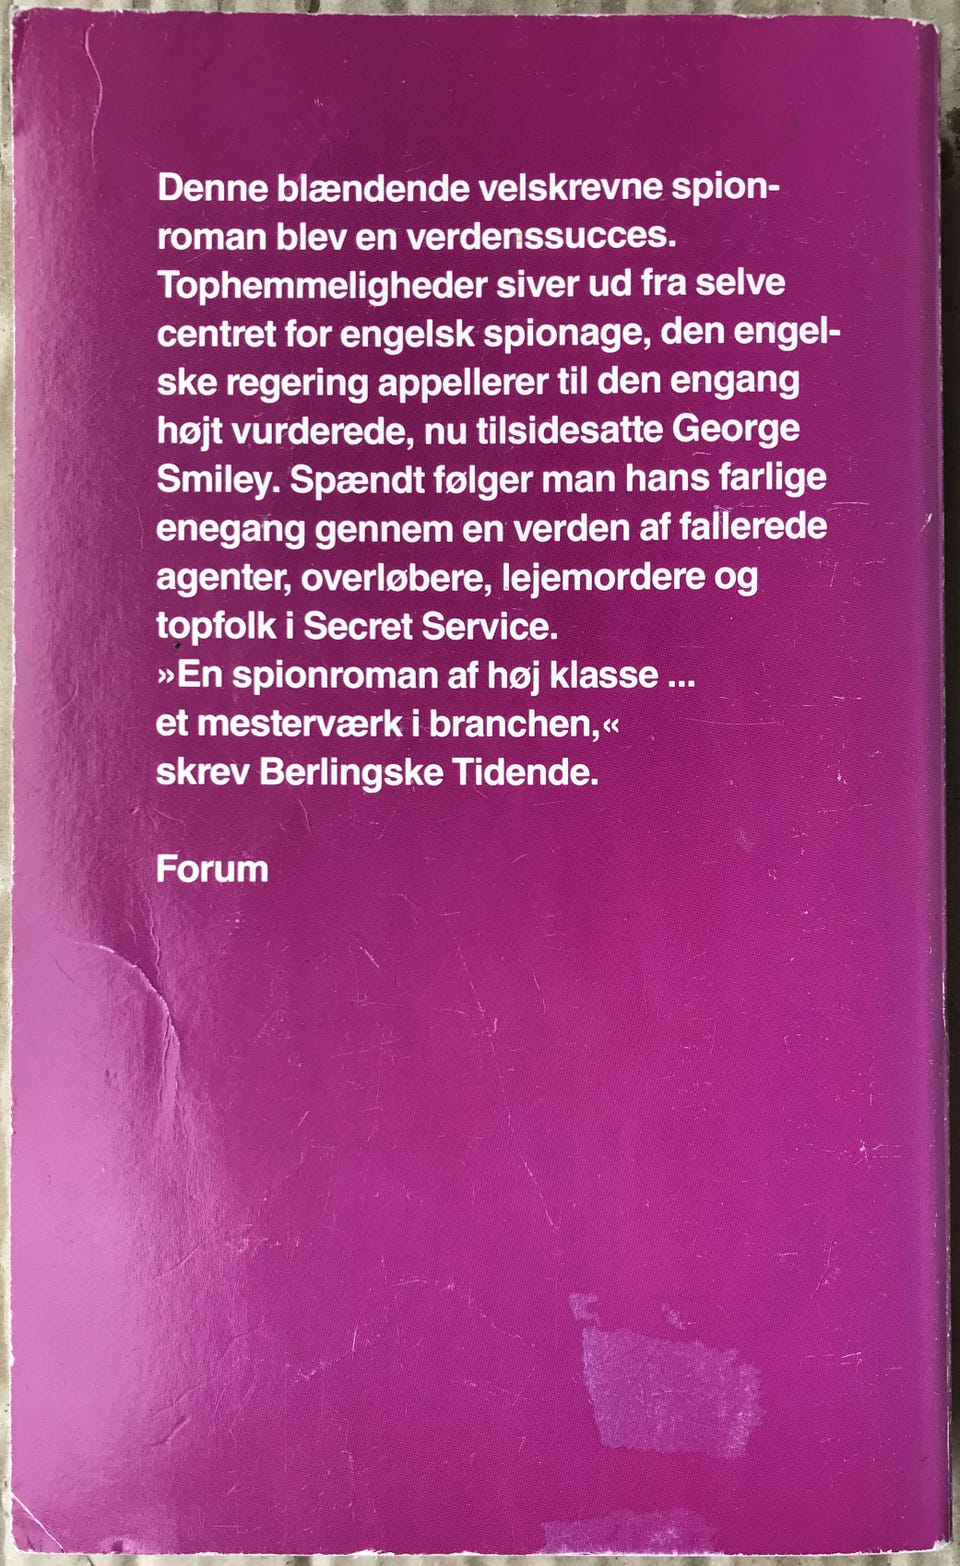 Denne blændende velskrevne spion-
roman blev en verdenssucces.
Tophemmeligheder siver ud fra selve
centret for engelsk spionage, den engel-
ske regering appellerer til den engang
højt vurderede, nu tilsidesatte George
Smiley. Spændt følger man hans farlige
enegang gennem en verden af fallerede
agenter, overløbere, lejemordere og
topfolk i Secret Service.
»En spionroman af høj klasse ...
et mesterværk i branchen,«
skrev Berlingske Tidende.
Forum